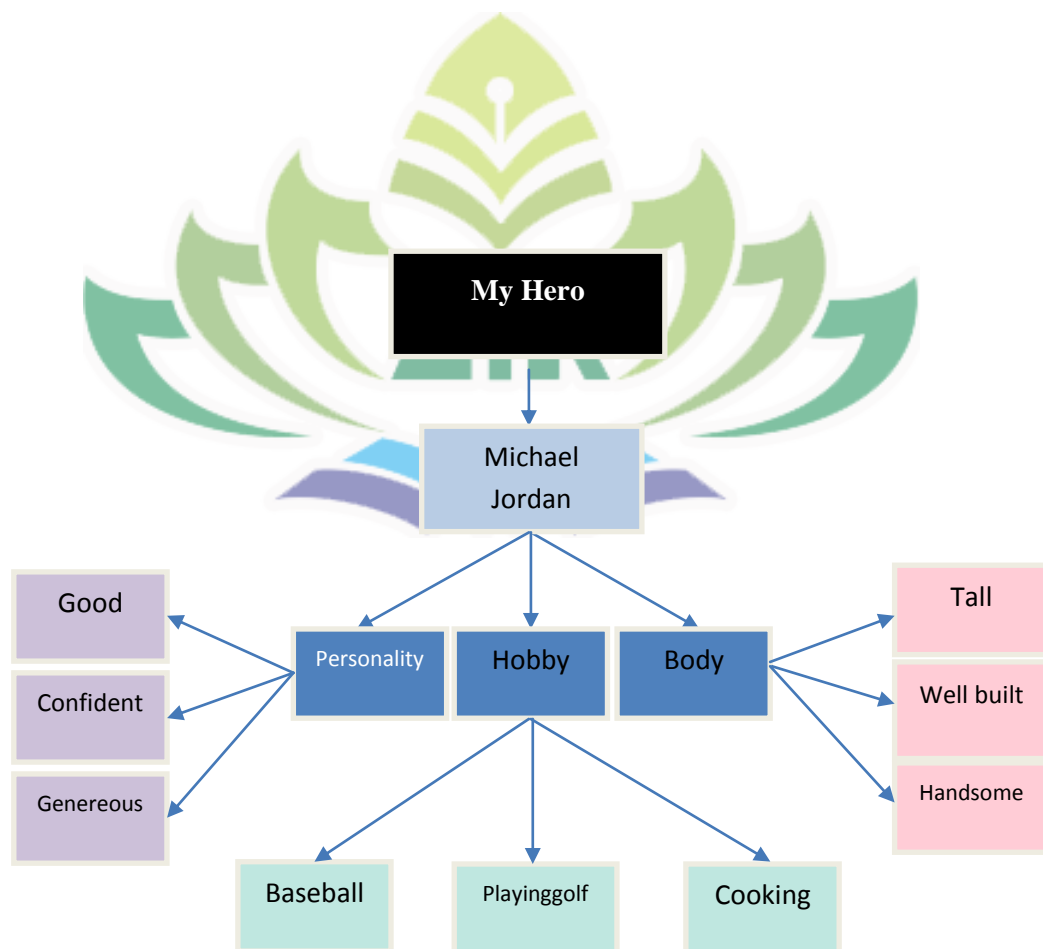 My Hero
Michael
Jordan
Good
Confident
Genereous
Personality
Hobby
Body
Tall
Well built
Handsome
Baseball
Playinggolf
Cooking